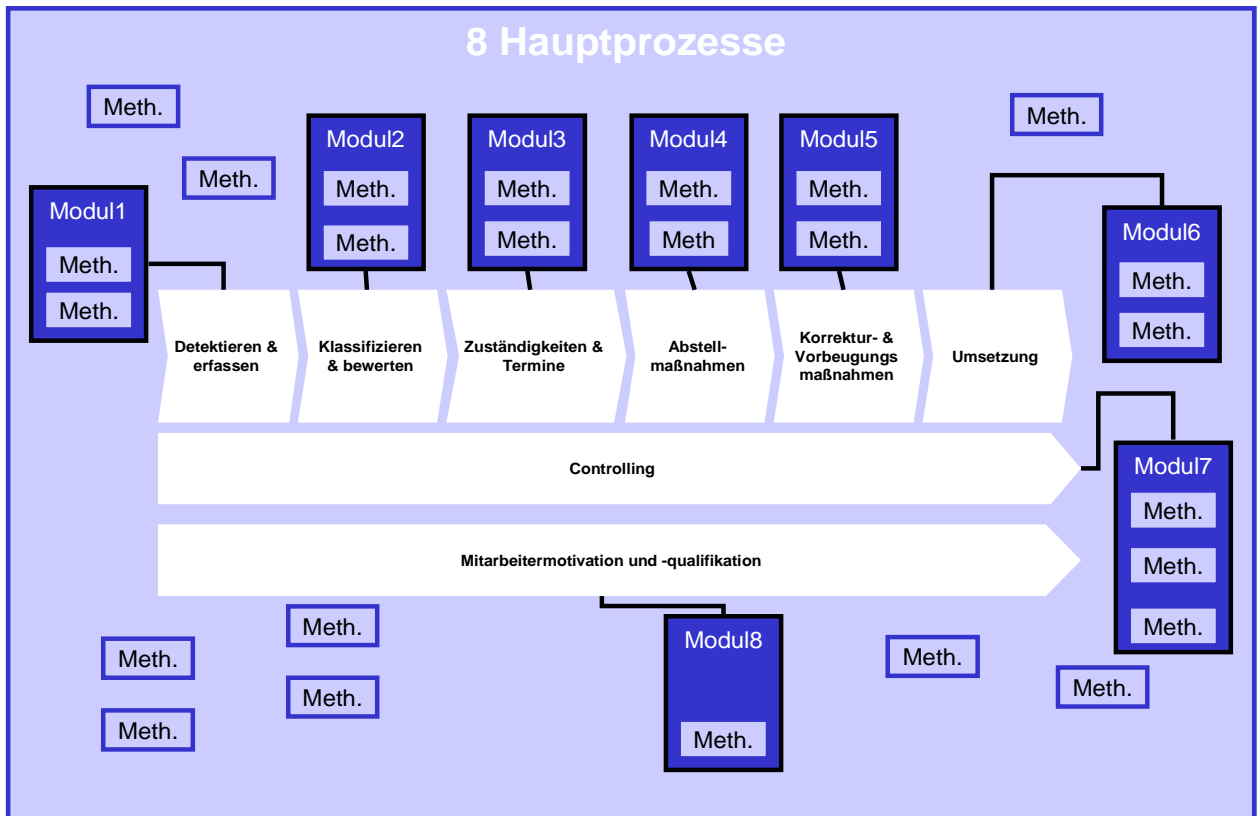 8 Hauptprozesse
Meth.
Meth.
Meth.
Modul1
Meth.
Meth.
Modul2
Meth.
Meth.
Modul3
Meth.
Meth.
Modul4
Meth.
Meth
Modul5
Meth.
Meth.
Modul6
Meth.
Meth.
Detektieren &
erfassen
Klassifizieren
& bewerten
Zuständigkeiten &
Termine
Abstell-
maßnahmen
Korrektur- &
Vorbeugungs
maßnahmen
Umsetzung
Controlling
Modul7
Meth.
Meth.
Meth.
Mitarbeitermotivation und -qualifikation
Modul8
Meth.
Meth.
Meth.
Meth.
Meth.
Meth.
Meth.